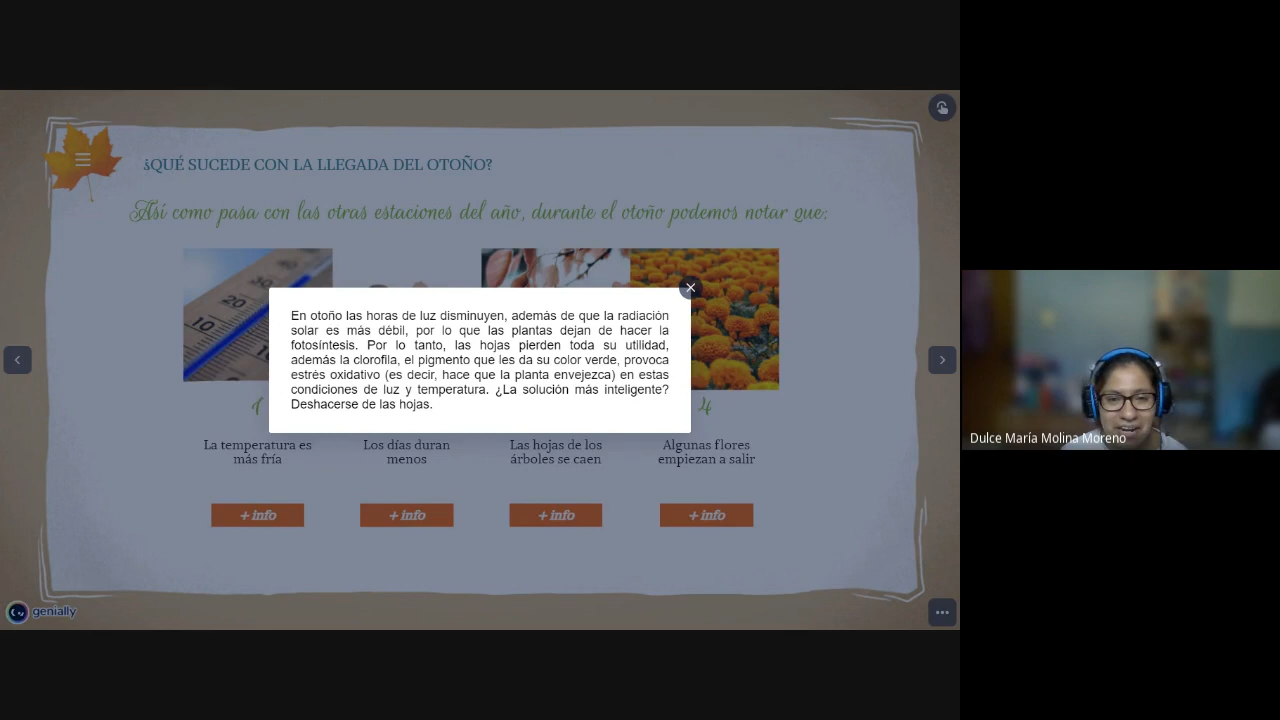 ¿QUÉ SUCEDE CON LA LLEGADA DEL OTOÑO?
Así como pasa con las otras estaciones del año, durante el otoño podemos notar que:
30
20
10
En otoño las horas de luz disminuyen, además de que la radiación
solar es más débil, por lo que las plantas dejan de hacer la
fotosíntesis. Por lo tanto, las hojas pierden toda su utilidad,
además la clorofila, el pigmento que les da su color verde, provoca
estrés oxidativo (es decir, hace que la planta envejezca) en estas
condiciones de luz y temperatura. ¿La solución más inteligente?
Deshacerse de las hojas.
1
4
La temperatura es
más fría
Los días duran
menos
Las hojas de los
árboles se caen
Algunas flores
empiezan a salir
+ info
+ info
+ info
+ info
genially
Dulce María Molina Moreno